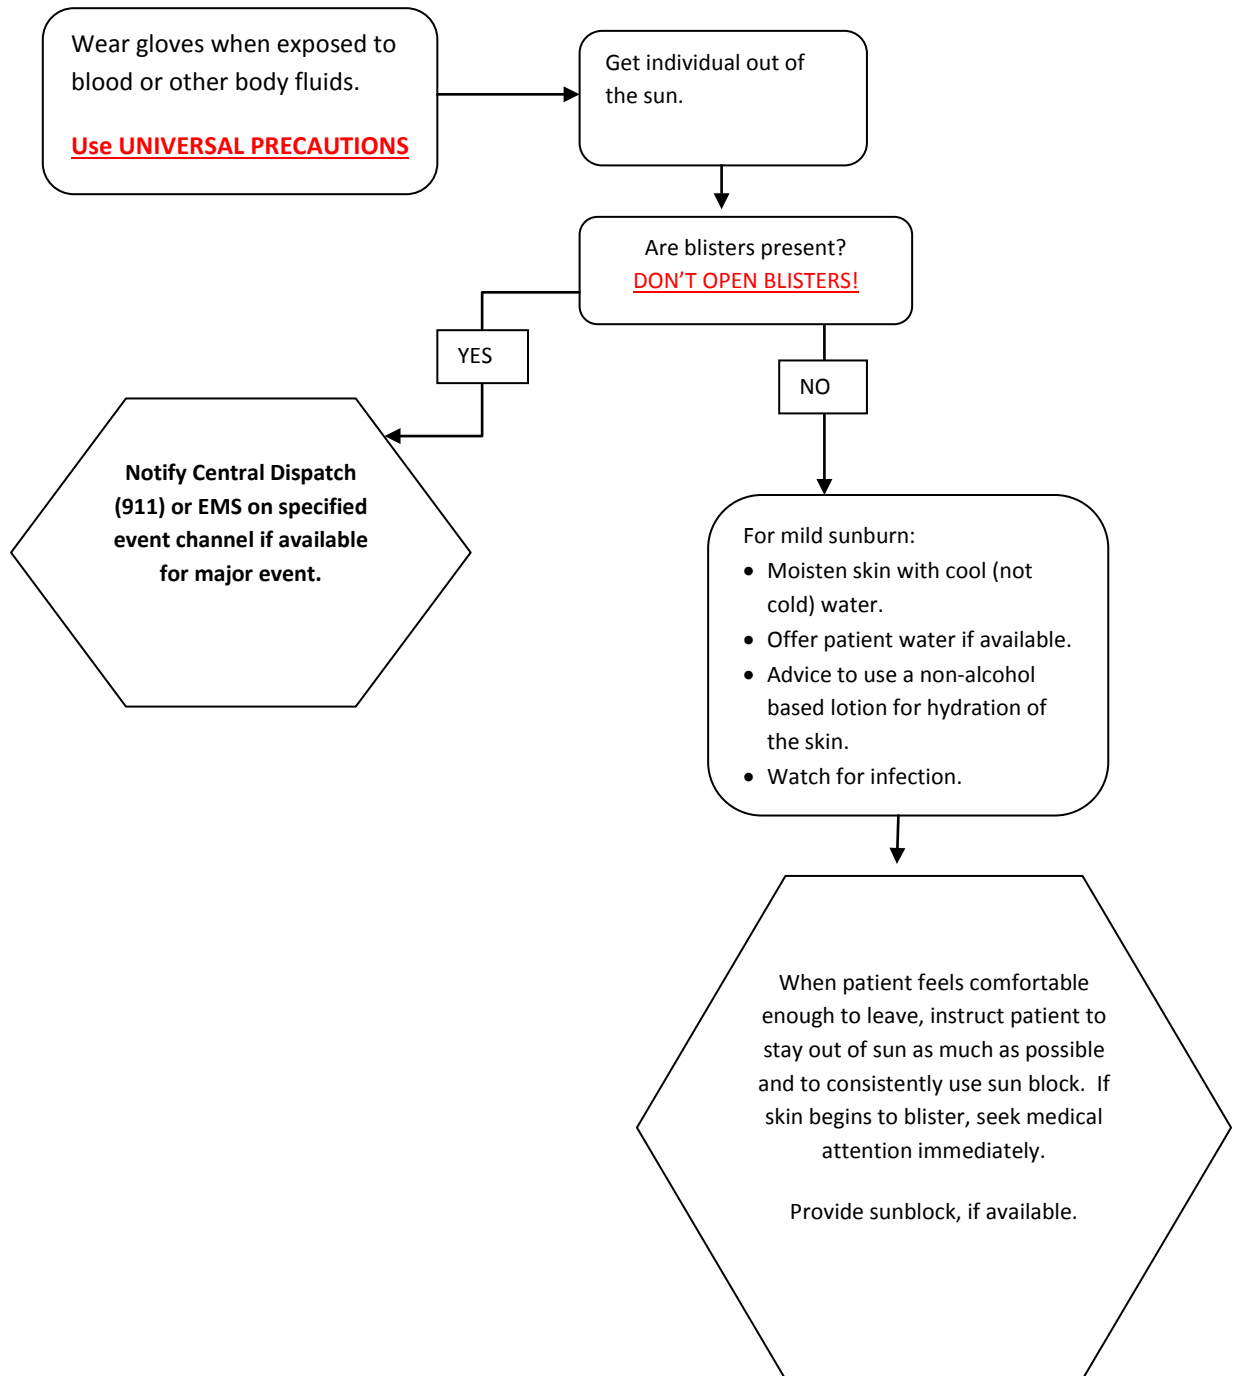 Wear gloves when exposed to
blood or other body fluids.
Use UNIVERSAL PRECAUTIONS
Get individual out of
the sun.
Are blisters present?
DON’T OPEN BLISTERS!
YES
NO
Notify Central Dispatch
(911) or EMS on specified
event channel if available
for major event.
For mild sunburn:
• Moisten skin with cool (not
cold) water.
• Offer patient water if available.
• Advice to use a non-alcohol
based lotion for hydration of
the skin.
• Watch for infection.
When patient feels comfortable
enough to leave, instruct patient to
stay out of sun as much as possible
and to consistently use sun block.  If
skin begins to blister, seek medical
attention immediately.
Provide sunblock, if available.